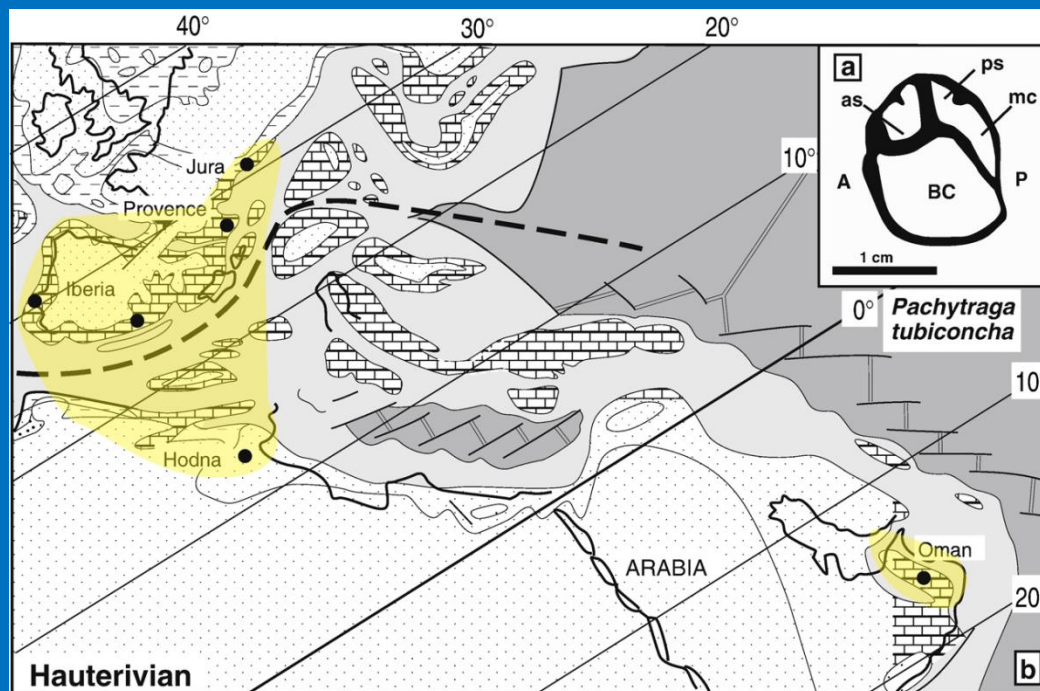 40°
30°
20°
a
ps
as
mc
A
BC
P
1 cm
Jura
10°
Provence
Iberia
0°
Pachytraga
tubiconcha
10
Hodna
Oman
ARABIA
20
Hauterivian
b